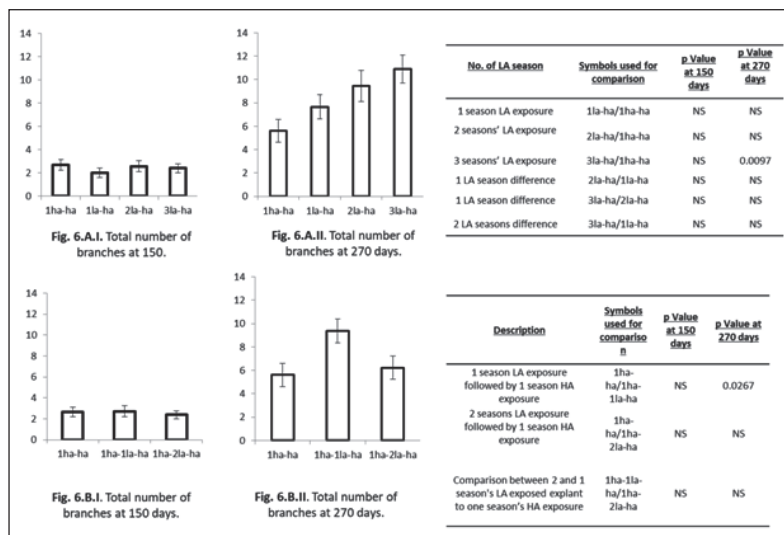 14
12
10
8
6
4
2
0
1ha-ha 1la-ha 2la-ha 3la-ha
Fig. 6.A.I. Total number of
branches at 150.
14
12
10
8
6
4
2
0
1ha-ha 1la-ha 2la-ha 3la-ha
Fig. 6.A.II. Total number of
branches at 270 days.
No. of LA season
Symbols used for
comparison
p Value
at 150
days
p Value
at 270
days
1 season LA exposure 1la-ha/1ha-ha NS NS
2 seasons' LA exposure 2la-ha/1ha-ha NS NS
3 seasons' LA exposure 3la-ha/1ha-ha NS 0.0097
1 LA season difference 2la-ha/1la-ha NS NS
1 LA season difference 3la-ha/2la-ha NS NS
2 LA seasons difference 3la-ha/1la-ha NS NS
14
12
10
8
6
4
2
0
1ha-ha 1ha-1la-ha 1ha-2la-ha
Fig. 6.B.I. Total number of
branches at 150 days.
14
12
10
8
6
4
2
0
1ha-ha 1ha-1la-ha 1ha-2la-ha
Fig. 6.B.II. Total number of
branches at 270 days.
Description
Symbols
used for
compariso
n
p Value
at 150
days
p Value at
270 days
1 season LA exposure
followed by 1 season HA
exposure
1ha-
ha/1ha-
1la-ha
NS 0.0267
2 seasons LA exposure
followed by 1 season HA
exposure
1ha-
ha/1ha-
2la-ha
NS NS
Comparison between 2 and 1
season's LA exposed explant
to one season's HA exposure
1ha-1la-
ha/1ha-
2la-ha
NS NS